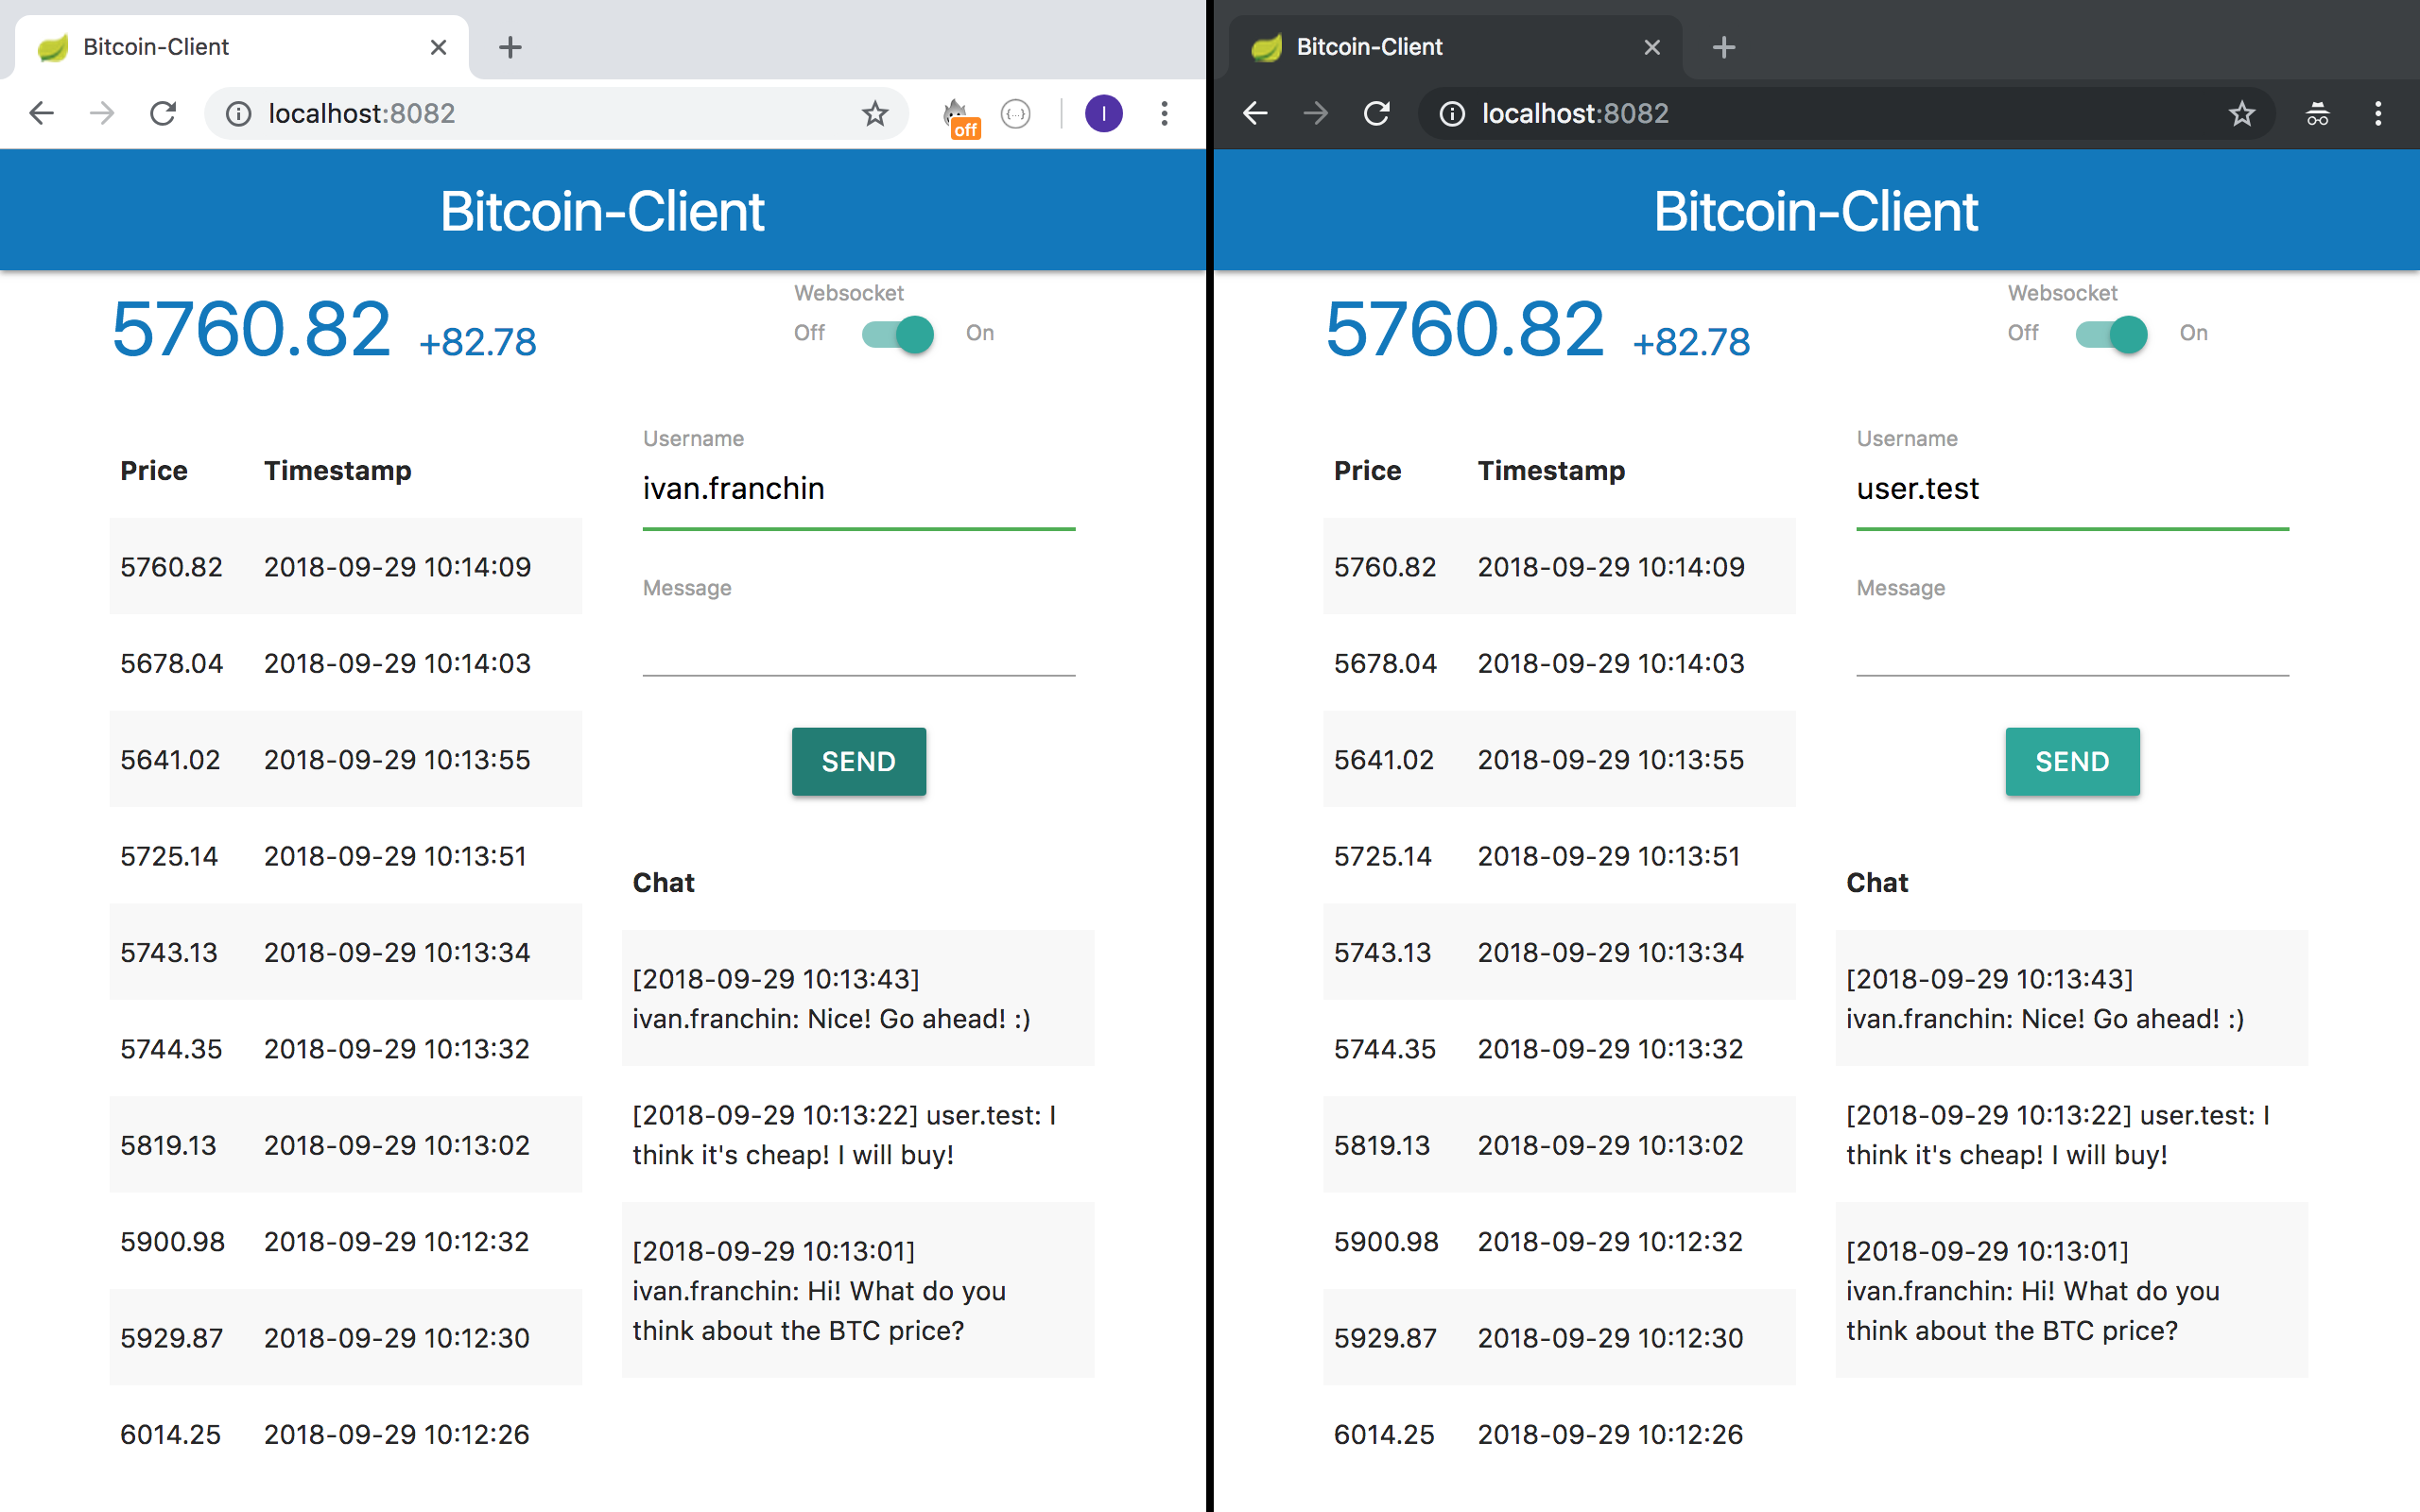 Bitcoin-Client
localhost:8082
off
I
Bitcoin-Client
5760.82 +82.78
Websocket
Off On
Username
ivan.franchin
Price Timestamp
5760.82 2018-09-29 10:14:09
Message
5678.04 2018-09-29 10:14:03
5641.02 2018-09-29 10:13:55
SEND
5725.14 2018-09-29 10:13:51
Chat
5743.13 2018-09-29 10:13:34
[2018-09-29 10:13:43]
ivan.franchin: Nice! Go ahead! :)
5744.35 2018-09-29 10:13:32
[2018-09-29 10:13:22] user.test: I
think it's cheap! I will buy!
5819.13 2018-09-29 10:13:02
5900.98 2018-09-29 10:12:32
[2018-09-29 10:13:01]
ivan.franchin: Hi! What do you
think about the BTC price?
5929.87 2018-09-29 10:12:30
6014.25 2018-09-29 10:12:26
Bitcoin-Client
localhost:8082
Bitcoin-Client
5760.82 +82.78
Websocket
Off On
Username
user.test
Price Timestamp
5760.82 2018-09-29 10:14:09
Message
5678.04 2018-09-29 10:14:03
5641.02 2018-09-29 10:13:55
SEND
5725.14 2018-09-29 10:13:51
Chat
5743.13 2018-09-29 10:13:34
[2018-09-29 10:13:43]
ivan.franchin: Nice! Go ahead! :)
5744.35 2018-09-29 10:13:32
[2018-09-29 10:13:22] user.test: I
think it's cheap! I will buy!
5819.13 2018-09-29 10:13:02
5900.98 2018-09-29 10:12:32
[2018-09-29 10:13:01]
ivan.franchin: Hi! What do you
think about the BTC price?
5929.87 2018-09-29 10:12:30
6014.25 2018-09-29 10:12:26